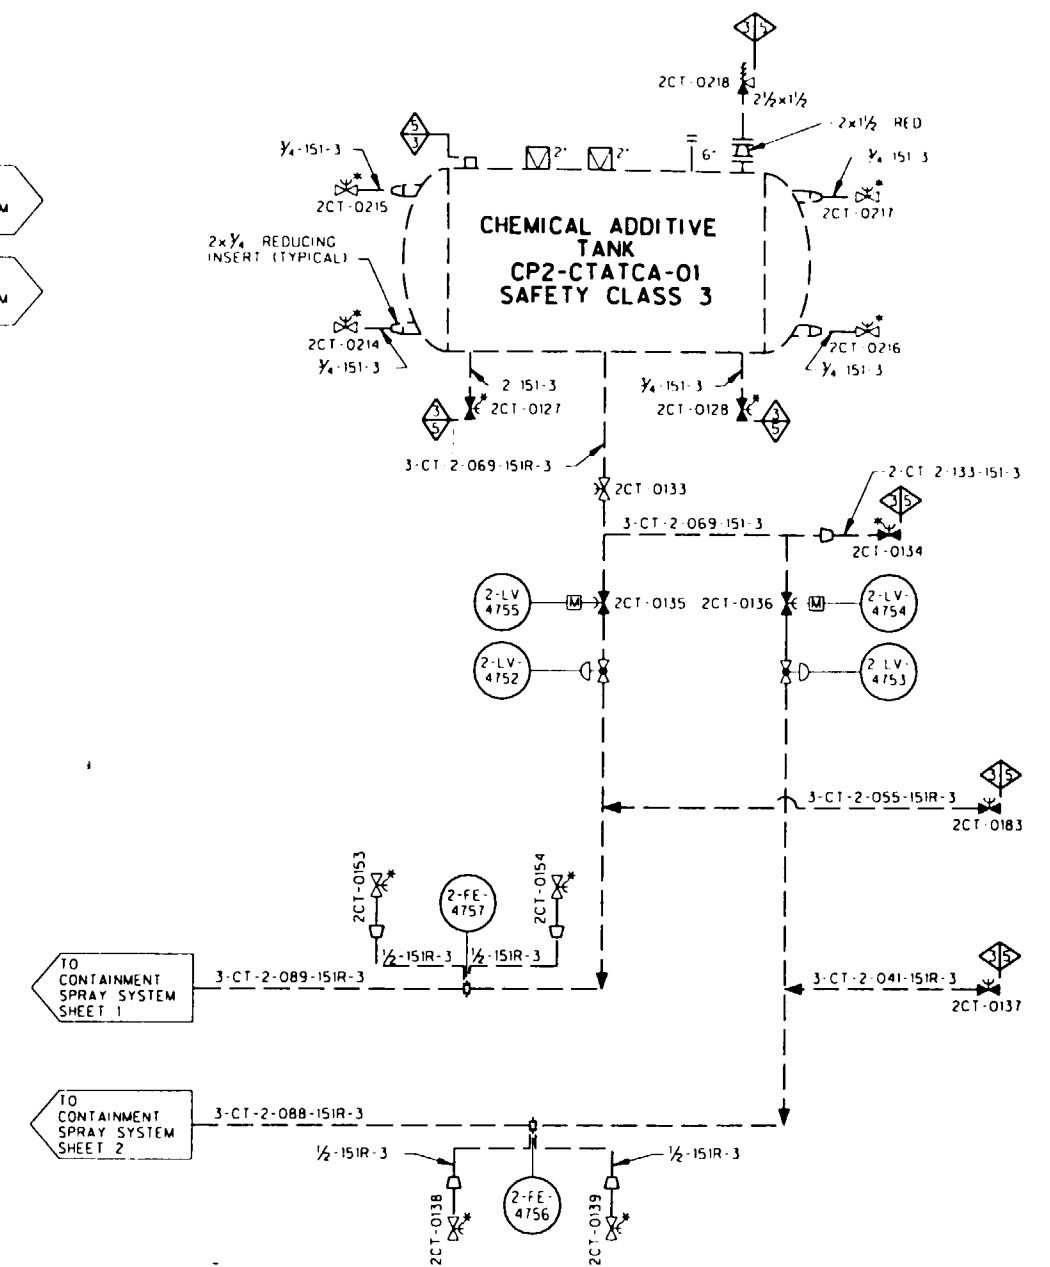 3 5
2CT-0218
2½x1½
2x1½ RED
5
3
¾-151-3
2"
2"
6"
¾-151-3
2CT-0215
2CT-0217
M
CHEMICAL ADDITIVE
TANK
CP2-CTATCA-01
SAFETY CLASS 3
2x¾ REDUCING
INSERT (TYPICAL)
M
2CT-0214
2CT-0216
¾-151-3
¾-151-3
2-151-3
¾-151-3
2CT-0127
2CT-0128
3
5
3
5
3-CT-2-069-151R-3
2CT-0133
2-CT-2-133-151-3
3 5
3-CT-2-069-151-3
2CT-0134
2-LV
4755
M
2CT-0135
2CT-0136
M
2-LV-
4754
2-LV-
4752
2-LV-
4753
3 5
3-CT-2-055-151R-3
2CT-0183
2CT-0153
2CT-0154
2-FE-
4757
½-151R-3
½-151R-3
3 5
TO
CONTAINMENT
SPRAY SYSTEM
SHEET 1
3-CT-2-089-151R-3
3-CT-2-041-151R-3
2CT-0137
TO
CONTAINMENT
SPRAY SYSTEM
SHEET 2
3-CT-2-088-151R-3
½-151R-3
½-151R-3
2CT-0138
2-FE-
4756
2CT-0139